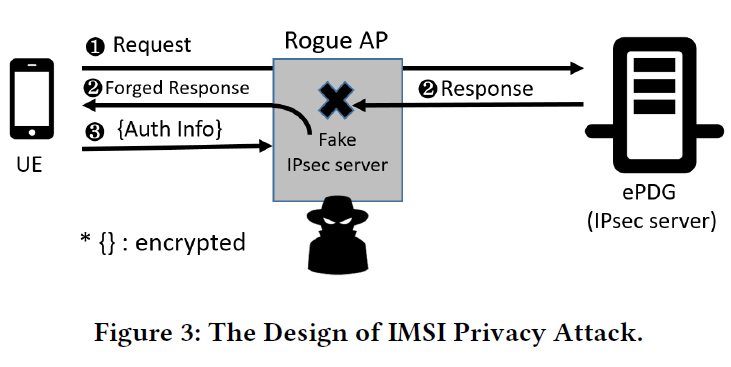 Rogue AP
❶ Request
❷ Forged Response
❷ Response
❸ {Auth Info}
Fake
IPsec server
UE
ePDG
(IPsec server)
* {} : encrypted
Figure 3: The Design of IMSI Privacy Attack.